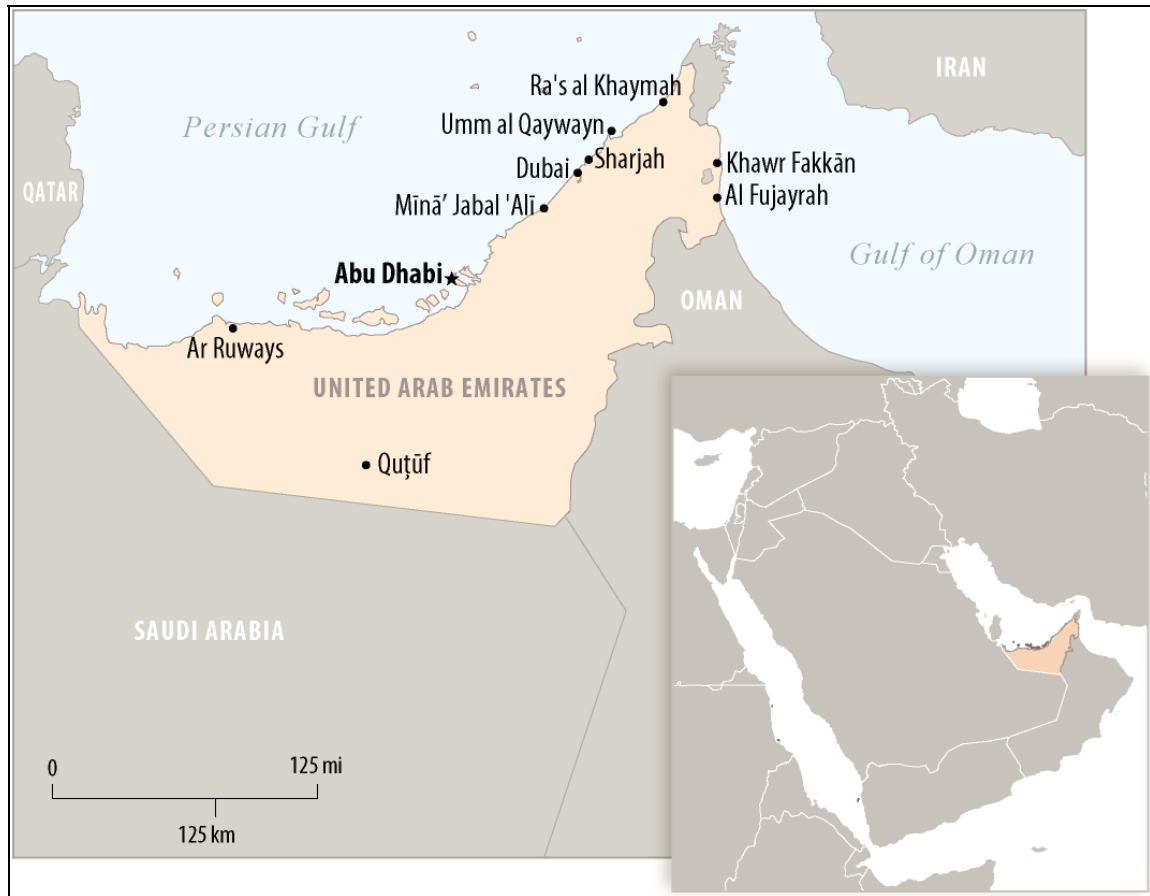 IRAN
Ra's al Khaymah
Persian Gulf
Umm al Qaywayn
Sharjah
Khawr Fakkān
Dubai
QATAR
Al Fujayrah
Mīnā’ Jabal 'Alī
Gulf of Oman
Abu Dhabi
OMAN
Ar Ruways
UNITED ARAB EMIRATES
Quţūf
SAUDI ARABIA
0 125 mi
125 km